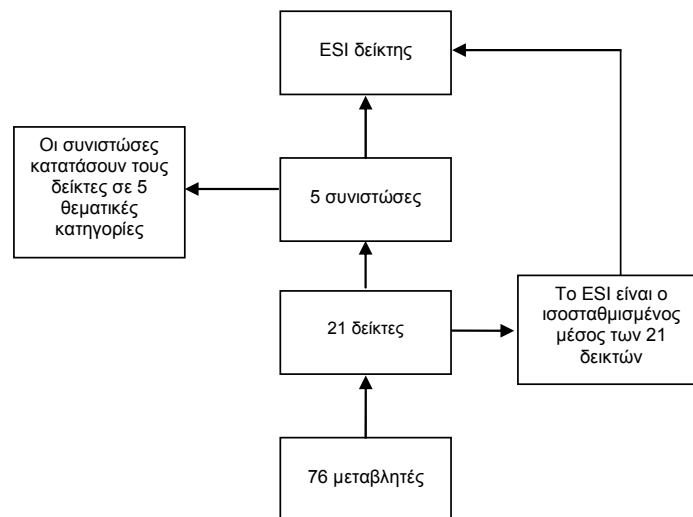 ESI δείκτης
Οι συνιστώσες
κατατάσουν τους
δείκτες σε 5
θεματικές
κατηγορίες
5 συνιστώσες
Το ESI είναι ο
ισοσταθμισμένος
μέσος των 21
δεικτών
21 δείκτες
76 μεταβλητές